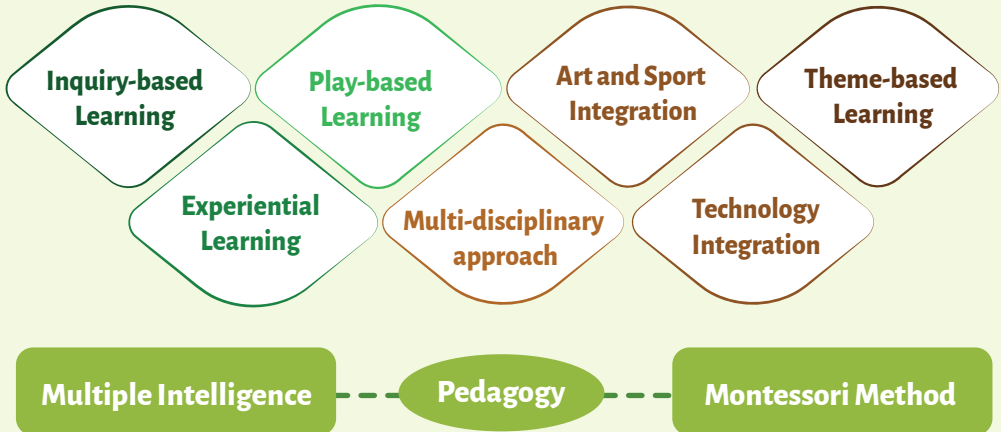 Inquiry-based
Learning
Play-based
Learning
Art and Sport
Integration
Theme-based
Learning
Experiential
Learning
Multi-disciplinary
approach
Technology
Integration
Multiple Intelligence
Pedagogy
Montessori Method